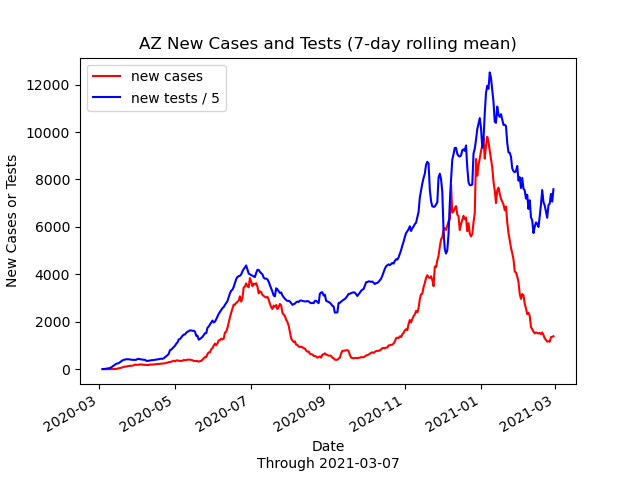 AZ New Cases and Tests (7-day rolling mean)
new cases
new tests / 5
New Cases or Tests
12000
10000
8000
6000
4000
2000
0
2020-03
2020-05
2020-07
2020-09
2020-11
2021-01
2021-03
Date
Through 2021-03-07